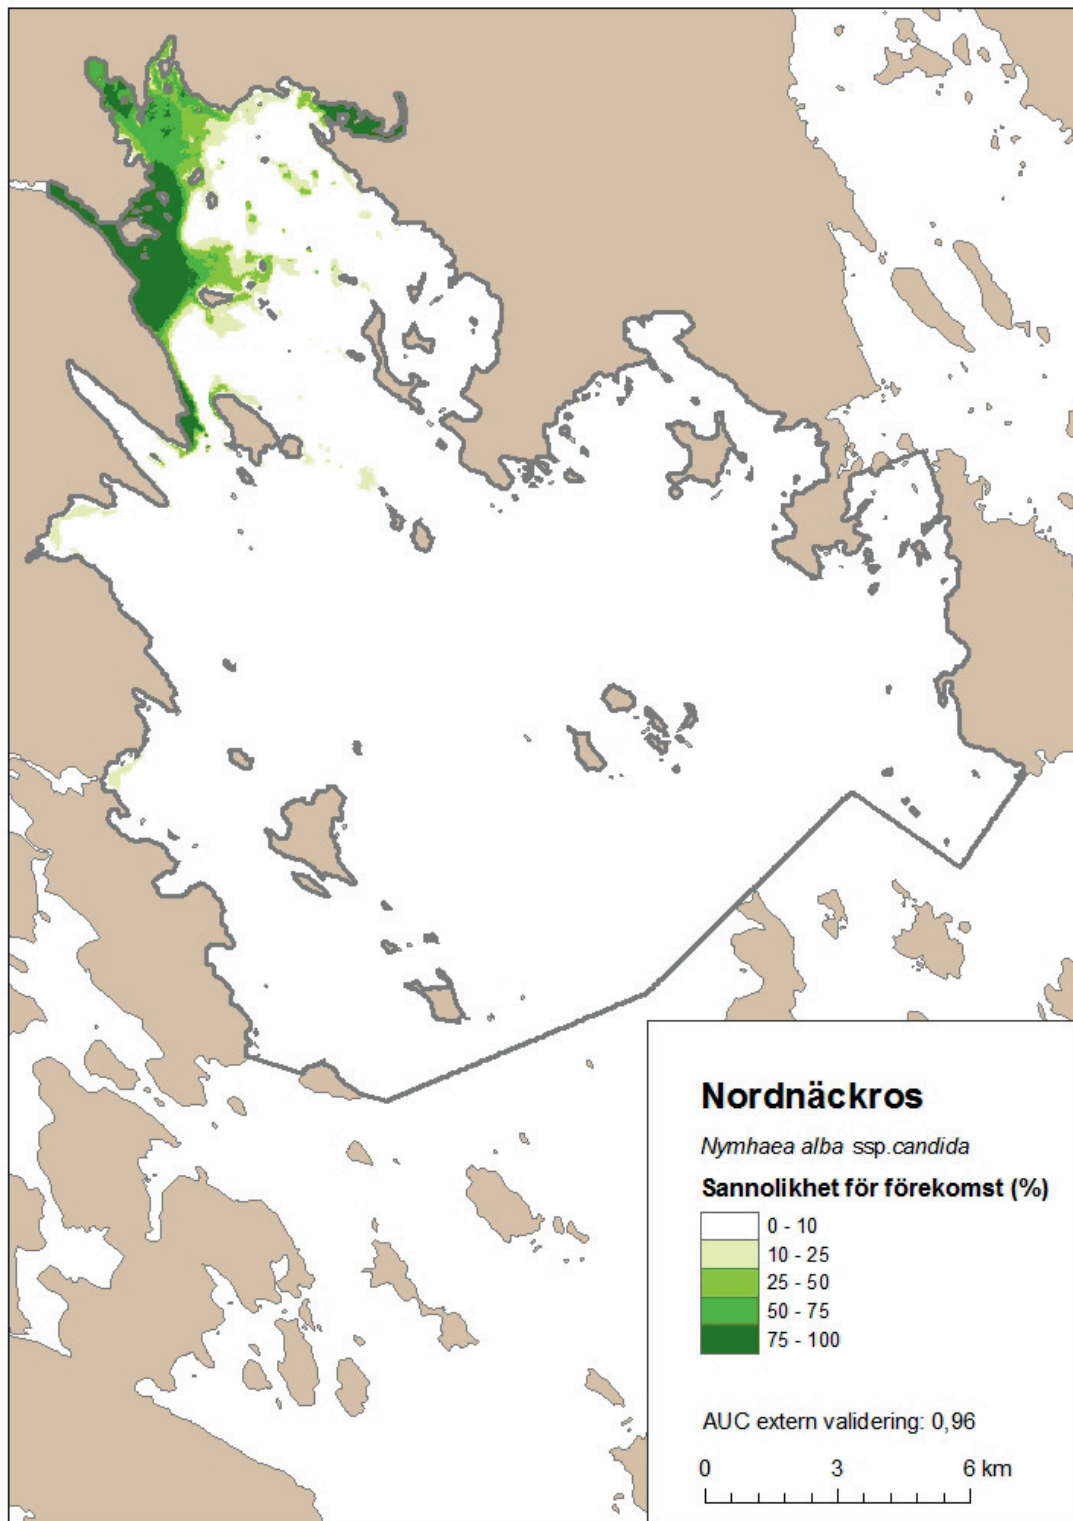 Nordnäckros
Nymhaea alba ssp.candida
Sannolikhet för förekomst (%)
0 - 10
10 - 25
25 - 50
50 - 75
75 - 100
AUC extern validering: 0,96
0 3 6 km